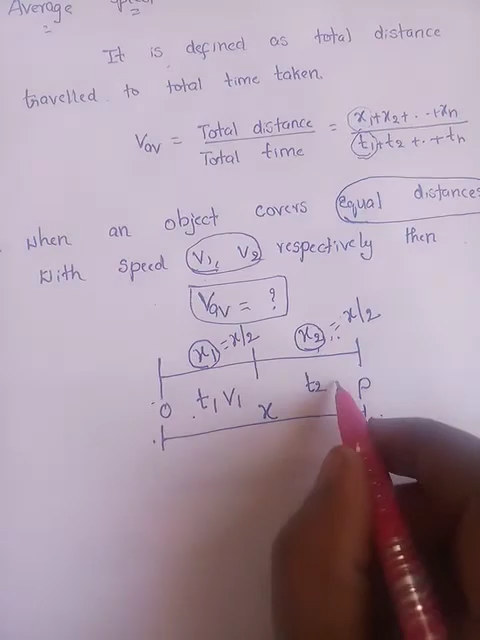 Average Speed
It is defined as total distance
travelled to total time taken.
Vav = Total distance / Total time = x1+x2+...+xn / t1+t2+..+tn
when an object covers equal distances
with speed V1, V2 respectively then
Vav = ?
x1 = x/2 x2 = x/2
O t1 V1 t2 P
x